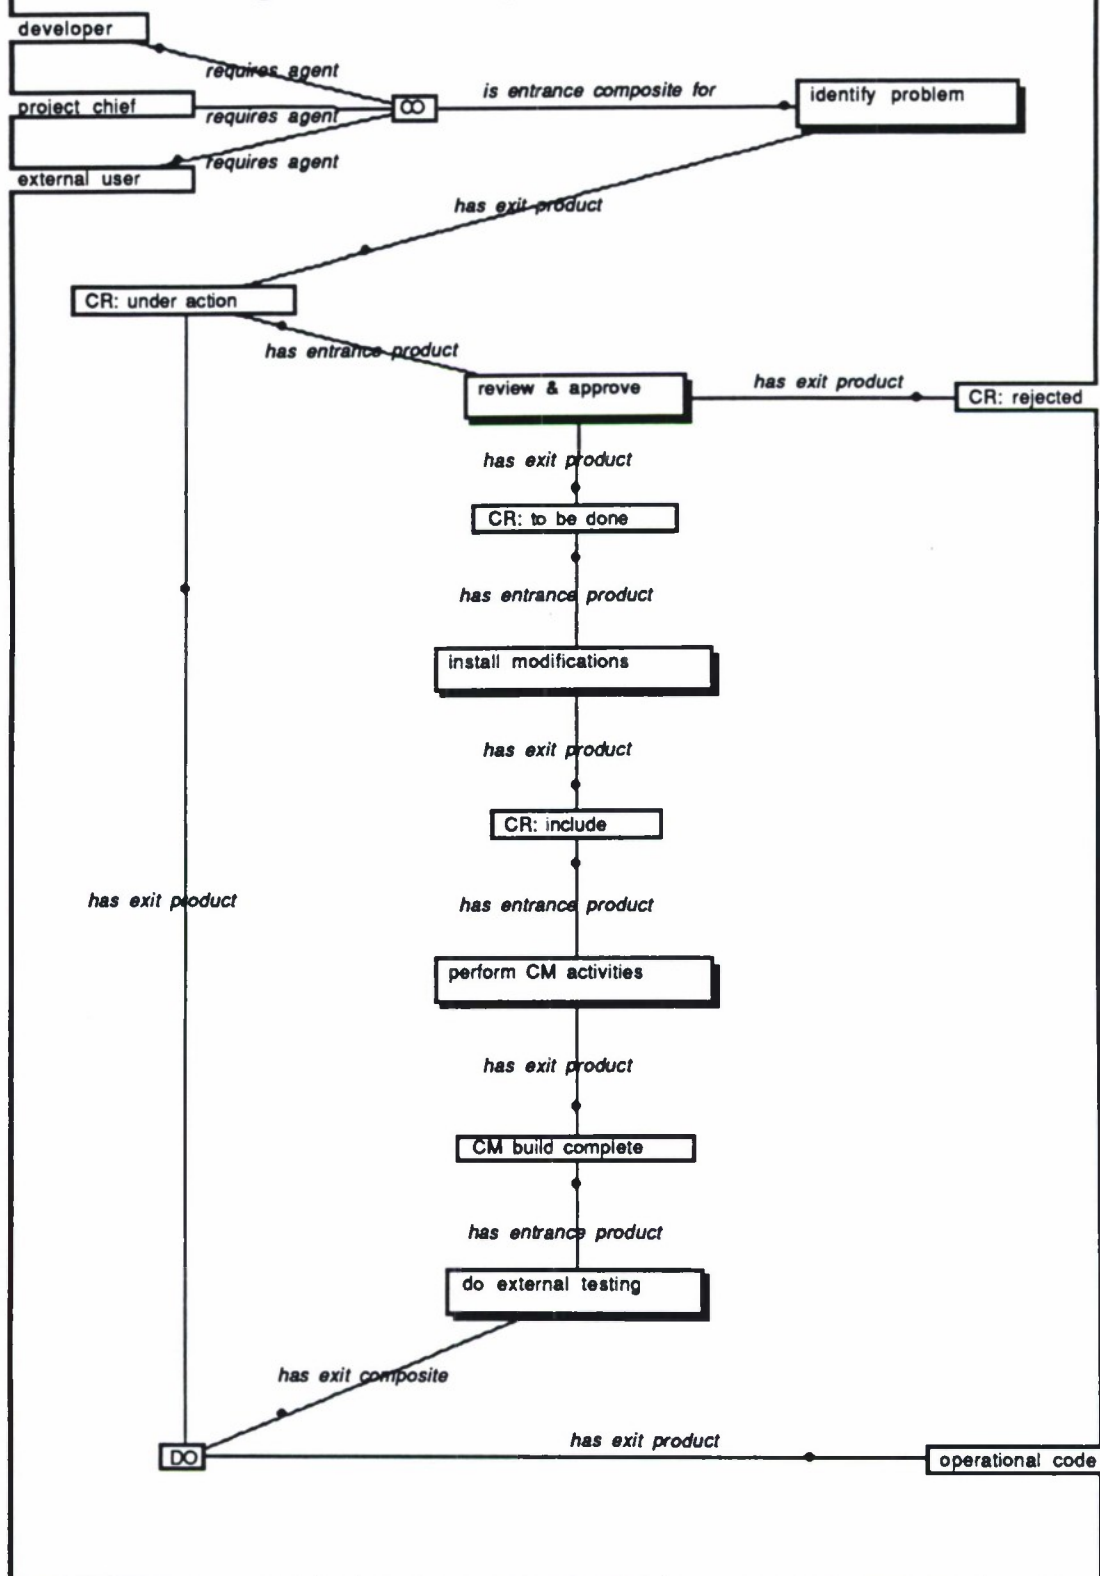 developer
requires agent
is entrance composite for
identify problem
project chief
requires agent
OO
requires agent
external user
has exit product
CR: under action
has entrance product
review & approve
has exit product
CR: rejected
has exit product
CR: to be done
has entrance product
install modifications
has exit product
CR: include
has exit product
has entrance product
perform CM activities
has exit product
CM build complete
has entrance product
do external testing
has exit composite
has exit product
DO
operational code